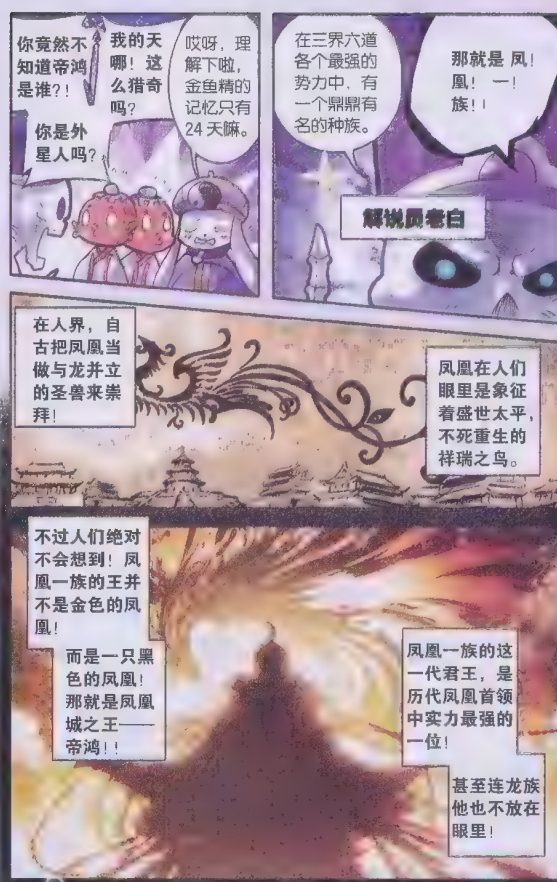 你竟然不
知道帝鸿
是谁?!
你是外
星人吗?
我的天
哪!这
么猎奇
吗?
哎呀,理
解下啦,
金鱼精的
记忆只有
24天嘛。
在三界六道
各个最强的
势力中,有
一个鼎鼎有
名的种族。
那就是 凤!
凰! 一!
族!!
解说员老白
在人界,自
古把凤凰当
做与龙并立
的圣兽来崇
拜!
凤凰在人们
眼里是象征
着盛世太平,
不死重生的
祥瑞之鸟。
不过人们绝对
不会想到!凤
凰一族的王并
不是金色的凤
凰!
而是一只黑
色的凤凰!
那就是凤凰
城之王——
帝鸿!!
凤凰一族的这
一代君王,是
历代凤凰首领
中实力最强的
一位!
甚至连龙族
他也不放在
眼里!